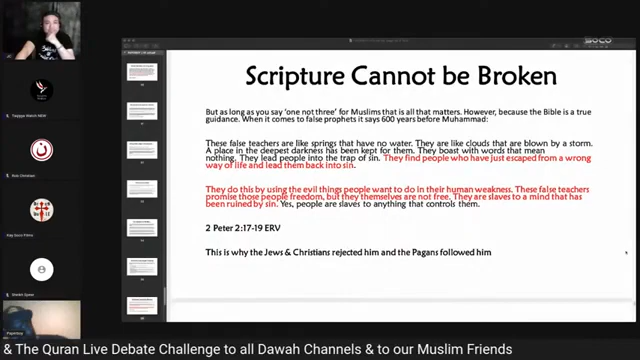 Scripture Cannot be Broken
But as long as you say 'one not three' for Muslims that is all that matters. However, because the Bible is a true
guidance. When it comes to false prophets it says 600 years before Muhammad:
These false teachers are like springs that have no water. They are like clouds that are blown by a storm.
A place in the deepest darkness has been kept for them. They boast with words that mean
nothing. They lead people into the trap of sin. They find people who have just escaped from a wrong
way of life and lead them back into sin.
They do this by using the evil things people want to do in their human weakness. These false teachers
promise those people freedom, but they themselves are not free. They are slaves to a mind that has
been ruined by sin. Yes, people are slaves to anything that controls them.
2 Peter 2:17-19 ERV
This is why the Jews & Christians rejected him and the Pagans followed him
& The Quran Live Debate Challenge to all Dawah Channels & to our Muslim Friends